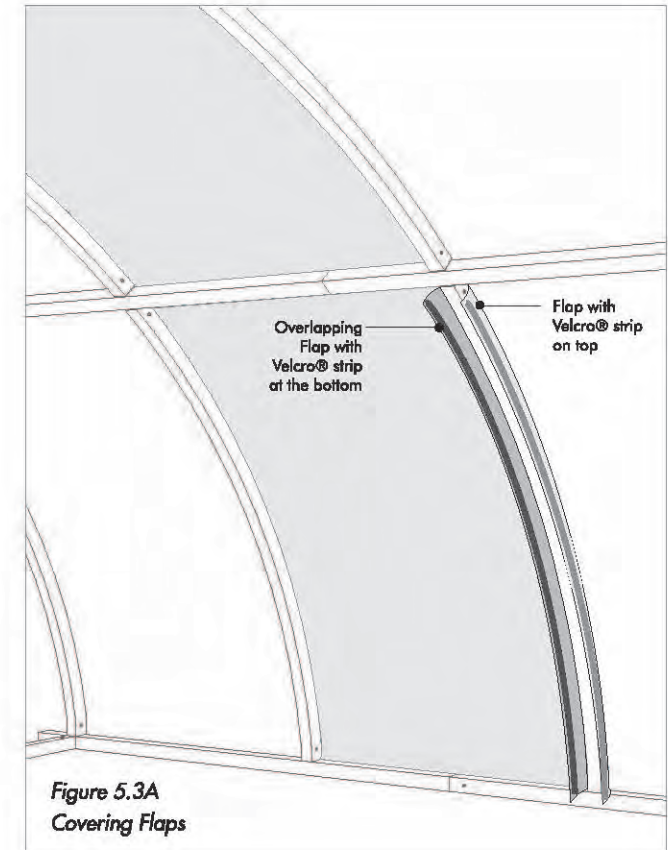 Overlapping
Flap with
Velcro® strip
at the bottom
Flap with
Velcro® strip
on top
Figure 5.3A
Covering Flaps